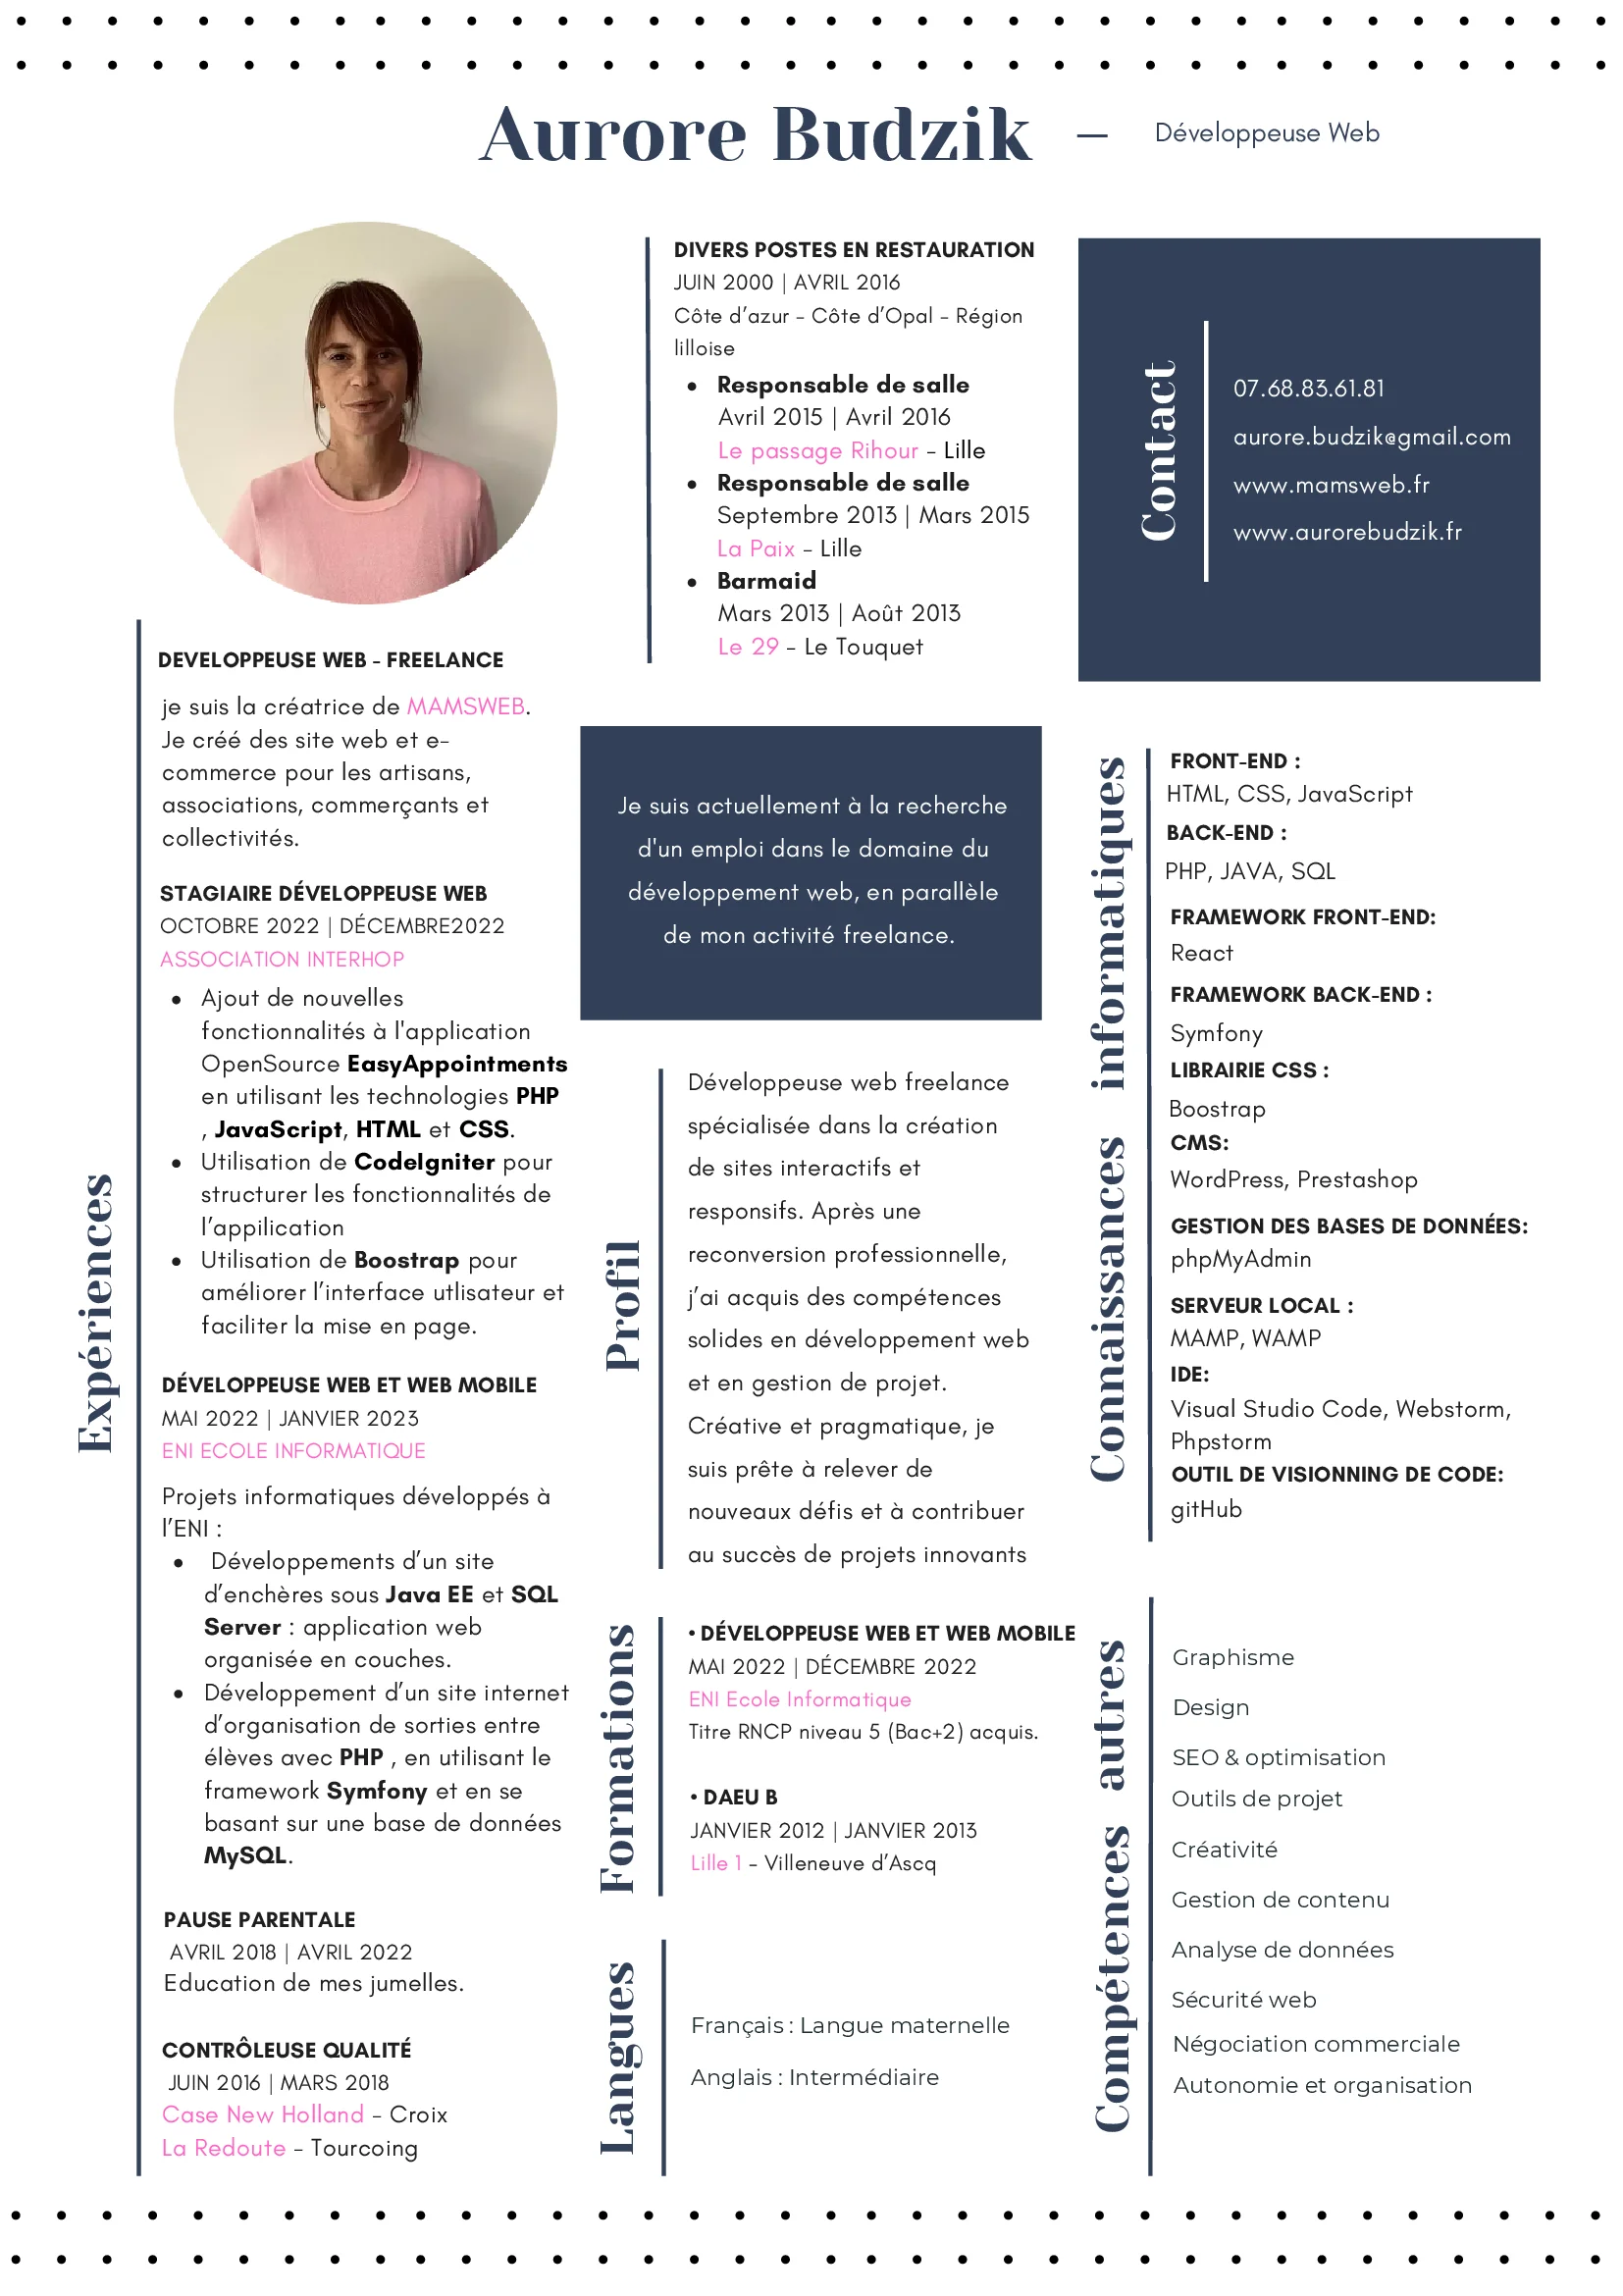 Aurore Budzik — Développeuse Web
Expériences
DEVELOPPEUSE WEB - FREELANCE
je suis la créatrice de MAMSWEB.
Je créé des site web et e-
commerce pour les artisans,
associations, commerçants et
collectivités.
STAGIAIRE DÉVELOPPEUSE WEB
OCTOBRE 2022 | DÉCEMBRE2022
ASSOCIATION INTERHOP
• Ajout de nouvelles
fonctionnalités à l'application
OpenSource EasyAppointments
en utilisant les technologies PHP
, JavaScript, HTML et CSS.
• Utilisation de CodeIgniter pour
structurer les fonctionnalités de
l’appilication
• Utilisation de Boostrap pour
améliorer l’interface utlisateur et
faciliter la mise en page.
DÉVELOPPEUSE WEB ET WEB MOBILE
MAI 2022 | JANVIER 2023
ENI ECOLE INFORMATIQUE
Projets informatiques développés à
l’ENI :
• Développements d’un site
d’enchères sous Java EE et SQL
Server : application web
organisée en couches.
• Développement d’un site internet
d’organisation de sorties entre
élèves avec PHP , en utilisant le
framework Symfony et en se
basant sur une base de données
MySQL.
PAUSE PARENTALE
AVRIL 2018 | AVRIL 2022
Education de mes jumelles.
CONTRÔLEUSE QUALITÉ
JUIN 2016 | MARS 2018
Case New Holland - Croix
La Redoute - Tourcoing
DIVERS POSTES EN RESTAURATION
JUIN 2000 | AVRIL 2016
Côte d’azur - Côte d’Opal - Région
lilloise
• Responsable de salle
Avril 2015 | Avril 2016
Le passage Rihour - Lille
• Responsable de salle
Septembre 2013 | Mars 2015
La Paix - Lille
• Barmaid
Mars 2013 | Août 2013
Le 29 - Le Touquet
Je suis actuellement à la recherche
d'un emploi dans le domaine du
développement web, en parallèle
de mon activité freelance.
Profil
Développeuse web freelance
spécialisée dans la création
de sites interactifs et
responsifs. Après une
reconversion professionnelle,
j’ai acquis des compétences
solides en développement web
et en gestion de projet.
Créative et pragmatique, je
suis prête à relever de
nouveaux défis et à contribuer
au succès de projets innovants
Formations
• DÉVELOPPEUSE WEB ET WEB MOBILE
MAI 2022 | DÉCEMBRE 2022
ENI Ecole Informatique
Titre RNCP niveau 5 (Bac+2) acquis.
• DAEU B
JANVIER 2012 | JANVIER 2013
Lille 1 - Villeneuve d’Ascq
Langues
Français : Langue maternelle
Anglais : Intermédiaire
Contact
07.68.83.61.81
aurore.budzik@gmail.com
www.mamsweb.fr
www.aurorebudzik.fr
Connaissances informatiques
FRONT-END :
HTML, CSS, JavaScript
BACK-END :
PHP, JAVA, SQL
FRAMEWORK FRONT-END:
React
FRAMEWORK BACK-END :
Symfony
LIBRAIRIE CSS :
Boostrap
CMS:
WordPress, Prestashop
GESTION DES BASES DE DONNÉES:
phpMyAdmin
SERVEUR LOCAL :
MAMP, WAMP
IDE:
Visual Studio Code, Webstorm,
Phpstorm
OUTIL DE VISIONNING DE CODE:
gitHub
Compétences autres
Graphisme
Design
SEO & optimisation
Outils de projet
Créativité
Gestion de contenu
Analyse de données
Sécurité web
Négociation commerciale
Autonomie et organisation